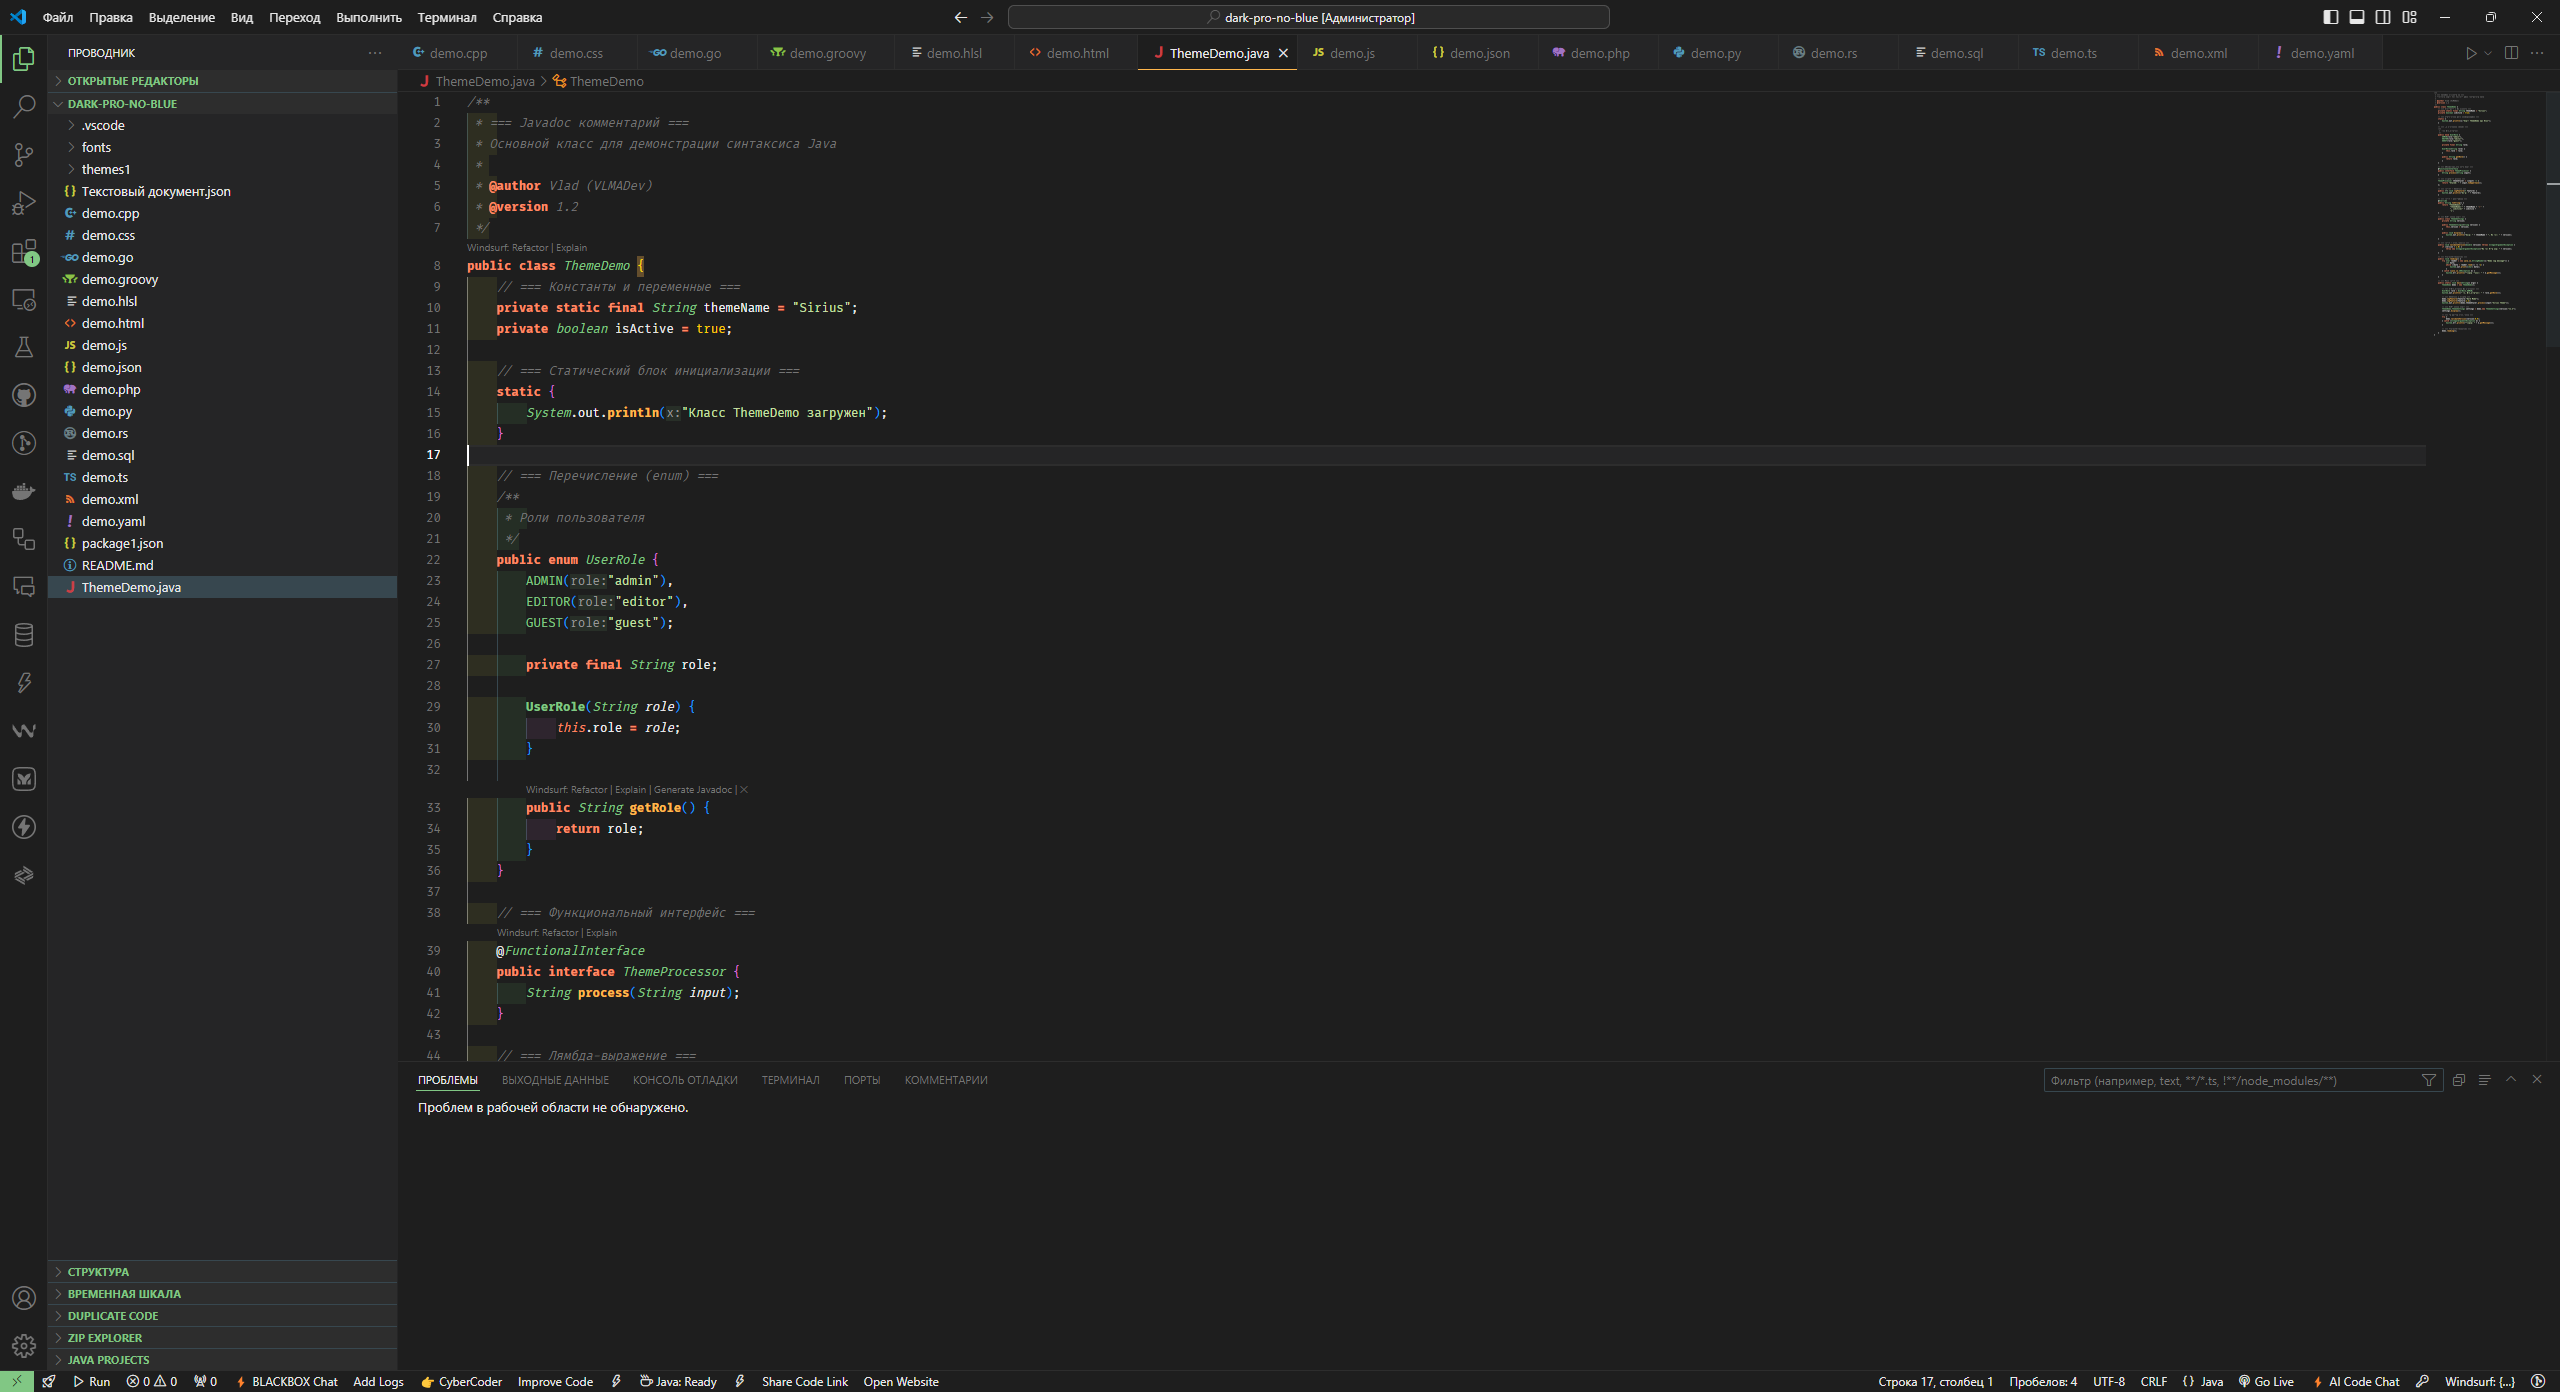 Файл Правка Выделение Вид Переход Выполнить Терминал Справка
dark-pro-no-blue [Администратор]
ПРОВОДНИК
ОТКРЫТЫЕ РЕДАКТОРЫ
DARK-PRO-NO-BLUE
.vscode
fonts
themes1
{} Текстовый документ.json
demo.cpp
# demo.css
GO demo.go
demo.groovy
demo.hlsl
<> demo.html
JS demo.js
{} demo.json
demo.php
demo.py
demo.rs
demo.sql
TS demo.ts
demo.xml
! demo.yaml
{} package1.json
README.md
J ThemeDemo.java
СТРУКТУРА
ВРЕМЕННАЯ ШКАЛА
DUPLICATE CODE
ZIP EXPLORER
JAVA PROJECTS
demo.cpp # demo.css GO demo.go demo.groovy demo.hlsl <> demo.html J ThemeDemo.java JS demo.js {} demo.json demo.php demo.py demo.rs demo.sql TS demo.ts demo.xml ! demo.yaml
J ThemeDemo.java > ThemeDemo
1 /**
2 * === Javadoc комментарий ===
3 * Основной класс для демонстрации синтаксиса Java
4 *
5 * @author Vlad (VLMADev)
6 * @version 1.2
7 */
Windsurf: Refactor | Explain
8 public class ThemeDemo {
9 // === Константы и переменные ===
10 private static final String themeName = "Sirius";
11 private boolean isActive = true;
12
13 // === Статический блок инициализации ===
14 static {
15 System.out.println(x:"Класс ThemeDemo загружен");
16 }
17
18 // === Перечисление (enum) ===
19 /**
20 * Роли пользователя
21 */
22 public enum UserRole {
23 ADMIN(role:"admin"),
24 EDITOR(role:"editor"),
25 GUEST(role:"guest");
26
27 private final String role;
28
29 UserRole(String role) {
30 this.role = role;
31 }
32
Windsurf: Refactor | Explain | Generate Javadoc | ×
33 public String getRole() {
34 return role;
35 }
36 }
37
38 // === Функциональный интерфейс ===
Windsurf: Refactor | Explain
39 @FunctionalInterface
40 public interface ThemeProcessor {
41 String process(String input);
42 }
43
44 // === Лямбда-выражение ===
ПРОБЛЕМЫ ВЫХОДНЫЕ ДАННЫЕ КОНСОЛЬ ОТЛАДКИ ТЕРМИНАЛ ПОРТЫ КОММЕНТАРИИ
Фильтр (например, text, **/*.ts, !**/node_modules/**)
Проблем в рабочей области не обнаружено.
1
Run 0 0 0 BLACKBOX Chat Add Logs CyberCoder Improve Code Java: Ready Share Code Link Open Website
Строка 17, столбец 1 Пробелов: 4 UTF-8 CRLF {} Java Go Live AI Code Chat Windsurf: {...}